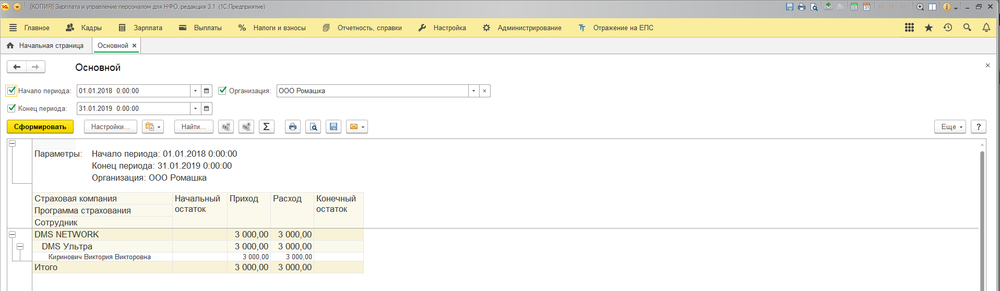 [КОПИЯ] Зарплата и управление персоналом для НФО, редакция 3.1 (1С:Предприятие)
M M+ M-
Главное Кадры Зарплата Выплаты Налоги и взносы Отчетность, справки Настройка Администрирование Отражение на ЕПС
Начальная страница Основной
Основной
Начало периода: 01.01.2018 0:00:00 Организация: ООО Ромашка
Конец периода: 31.01.2019 0:00:00
Сформировать Настройки... Найти... Σ Еще ?
Параметры: Начало периода: 01.01.2018 0:00:00
Конец периода: 31.01.2019 0:00:00
Организация: ООО Ромашка
Страховая компания Начальный остаток Приход Расход Конечный остаток
Программа страхования
Сотрудник
DMS NETWORK 3 000,00 3 000,00
DMS Ультра 3 000,00 3 000,00
Киринович Виктория Викторовна 3 000,00 3 000,00
Итого 3 000,00 3 000,00